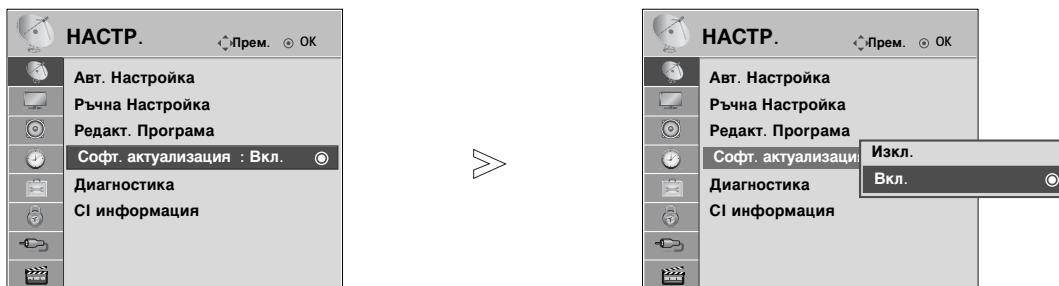 НАСТР.
Прем. OK
Авт. Настройка
Ръчна Настройка
Редакт. Програма
Софт. актуализация : Вкл.
Диагностика
CI информация
НАСТР.
Прем. OK
Авт. Настройка
Ръчна Настройка
Редакт. Програма
Софт. актуализаци
Изкл.
Вкл.
Диагностика
CI информация